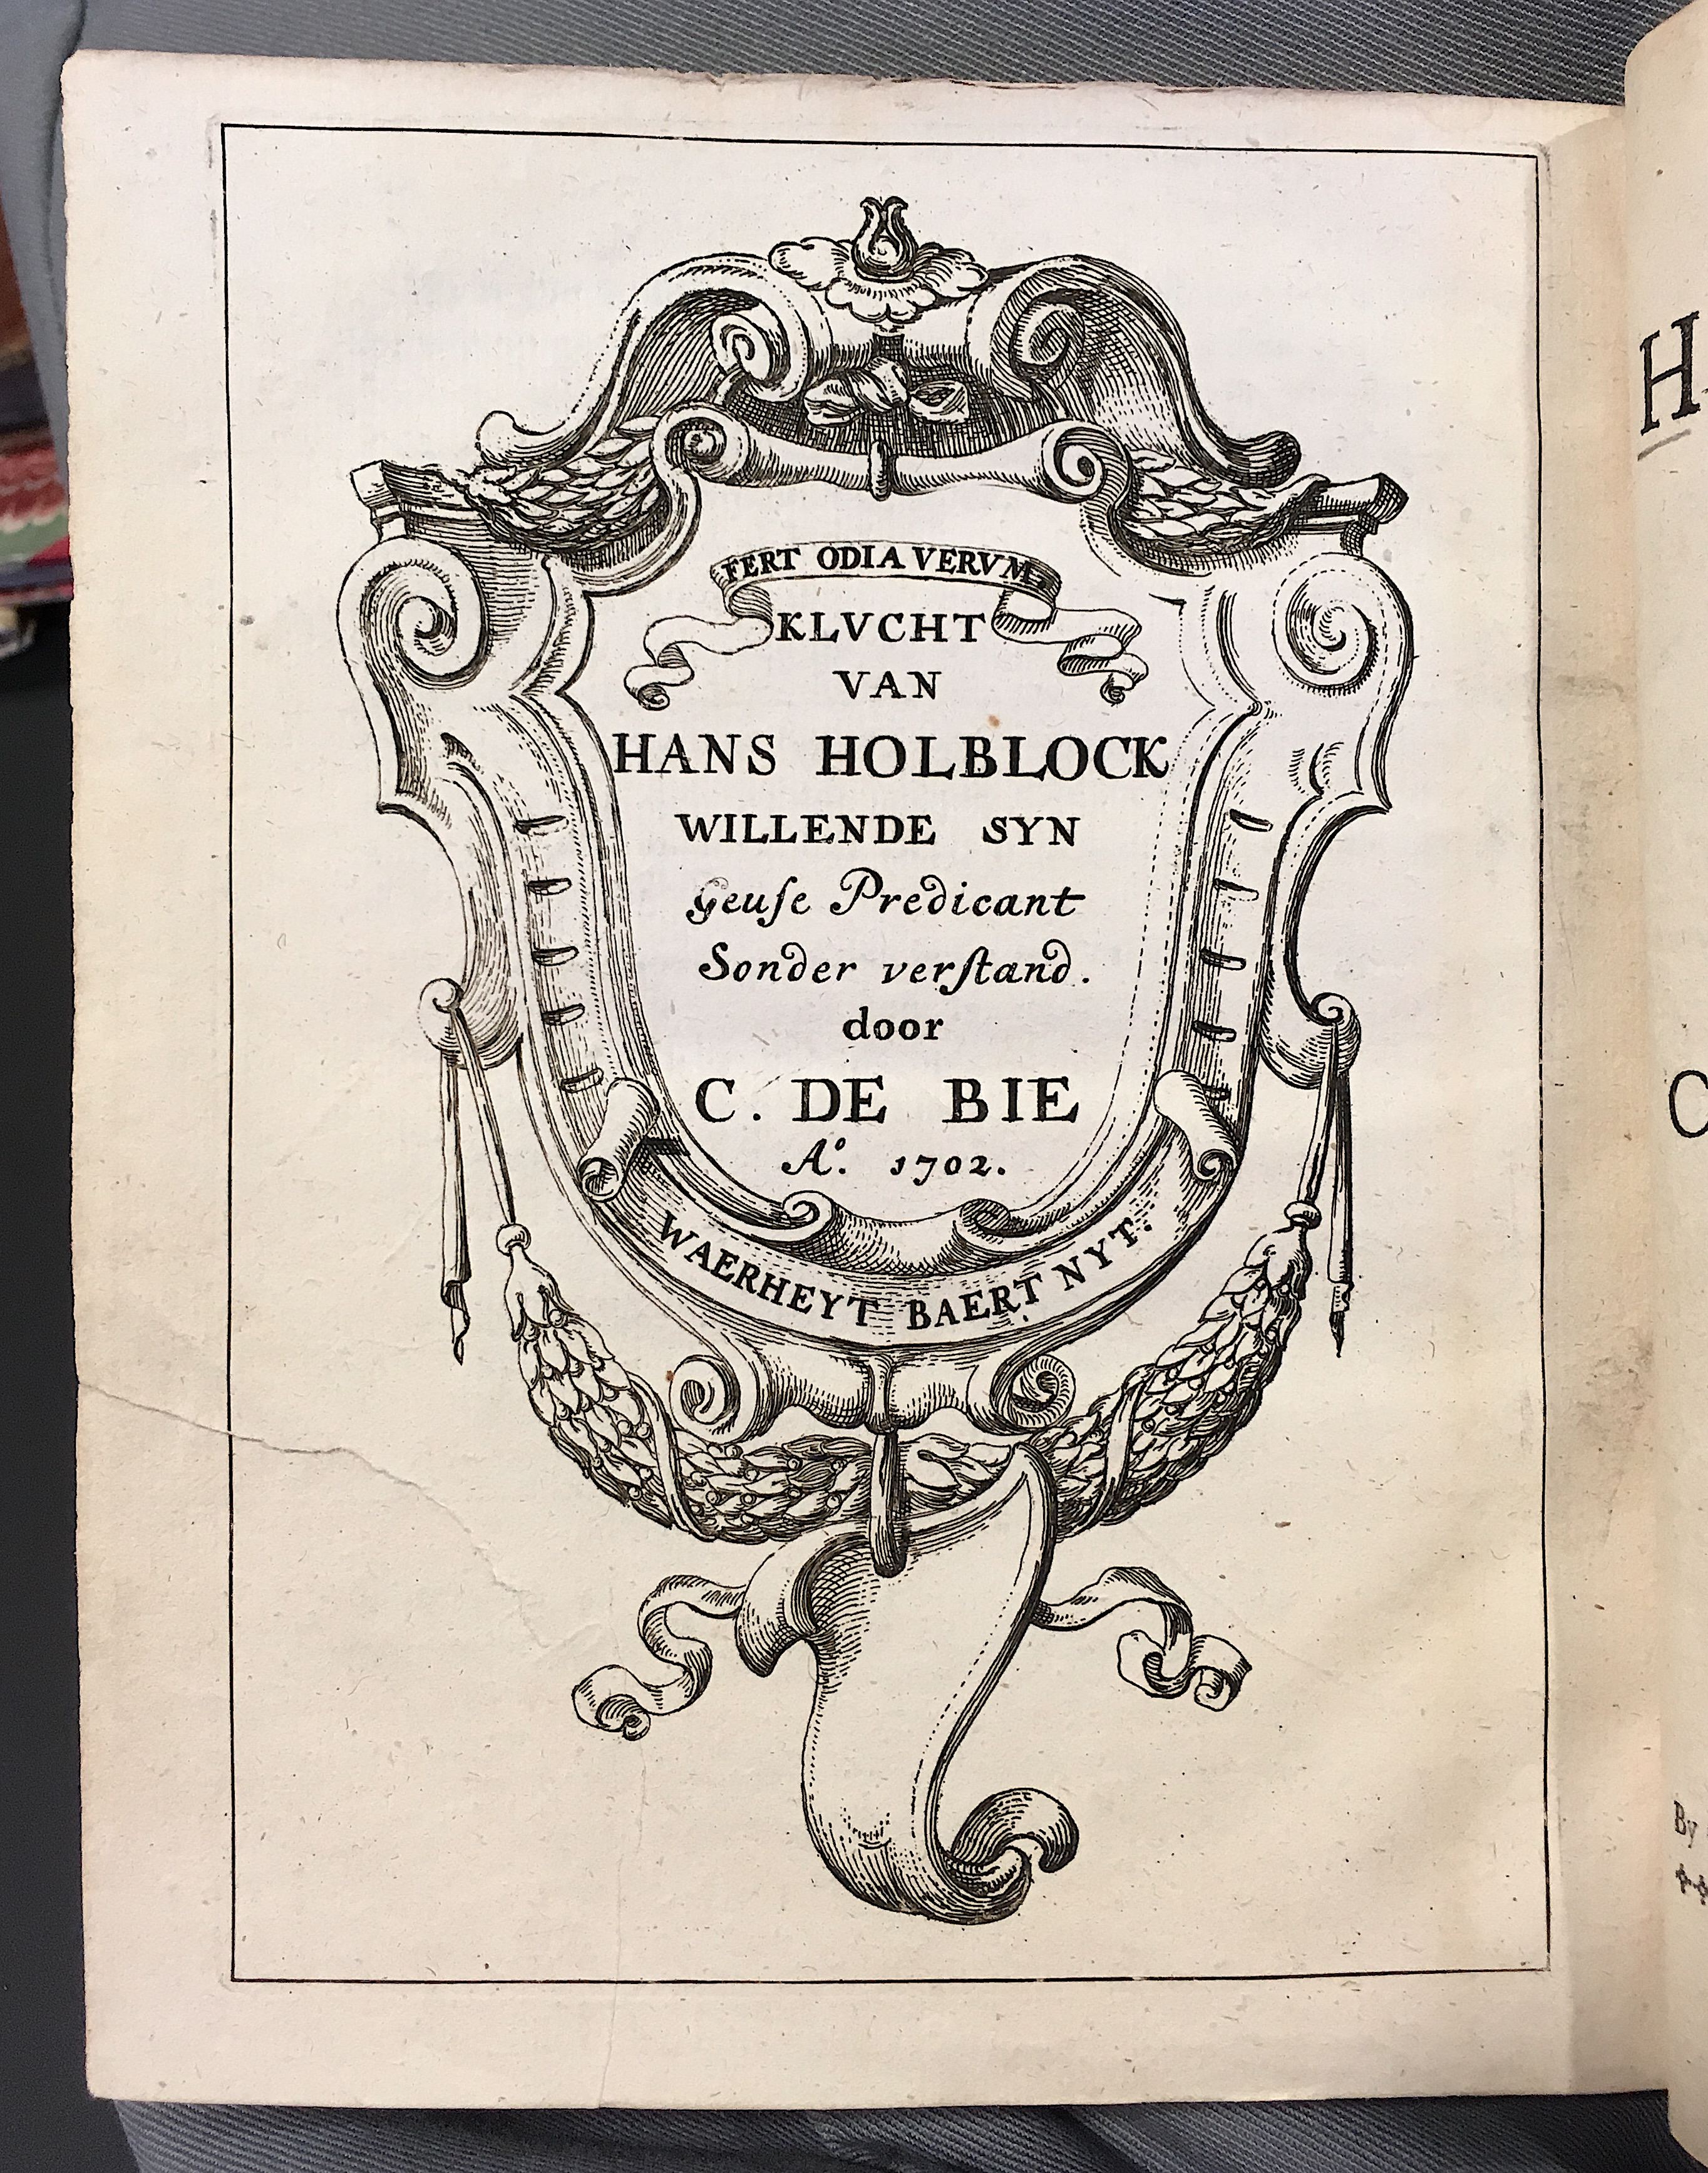 FERT ODIA VERVM.
KLVCHT
VAN
HANS HOLBLOCK
WILLENDE SYN
Geuſe Predicant
Sonder verſtand.
door
C. DE BIE
Aº. 1702.
WAERHEYT BAERT NYT.
H
C
By